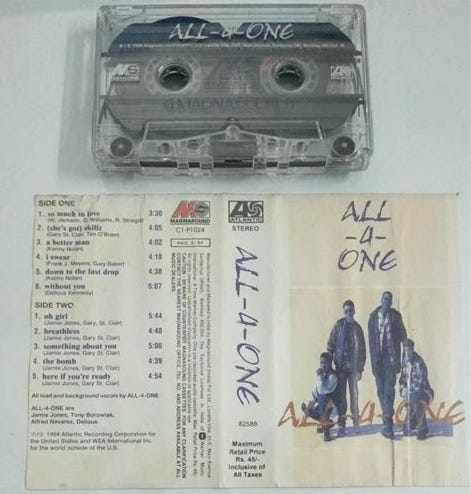 ALL-4-ONE
MAGNASOUND
ATLANTIC
MAGNASOUND
SIDE ONE
1. so much in love 3:30
(W. Jackson, G. Williams, R. Straigis)
2. (she's got) skillz 4:05
(Gary St. Clair, Tim O'Brien)
3. a better man 4:02
(Kenny Nolan)
4. i swear 4:18
(Frank J. Meyers, Gary Baker)
5. down to the last drop 4:38
(Kenny Nolan)
6. without you 5:07
(Delious Kennedy)
SIDE TWO
1. oh girl 5:44
(Jamie Jones, Gary, St. Clair)
2. breathless 4:48
(Jamie Jones, Gary, St. Clair)
3. something about you 5:06
(Jamie Jones, Gary St. Clair)
4. the bomb 4:39
(Jamie Jones, Gary St. Clair)
5. here if you're ready 4:54
(Jamie Jones, Gary St. Clair)
All lead and background vocals by ALL-4-ONE
ALL-4-ONE are
Jamie Jones, Tony Borowiak,
Alfred Neverez, Delious.
℗/© 1994 Atlantic Recording Corporation for
the United States and WEA International Inc.
for the world outside of the U.S.
MS
MAGNASOUND
C1-P1024
ATLANTIC
STEREO
ALL-4-ONE
82588
Maximum
Retail Price
Rs. 45/-
Inclusive of
All Taxes
ALL
-4-
ONE
ALL-4-ONE